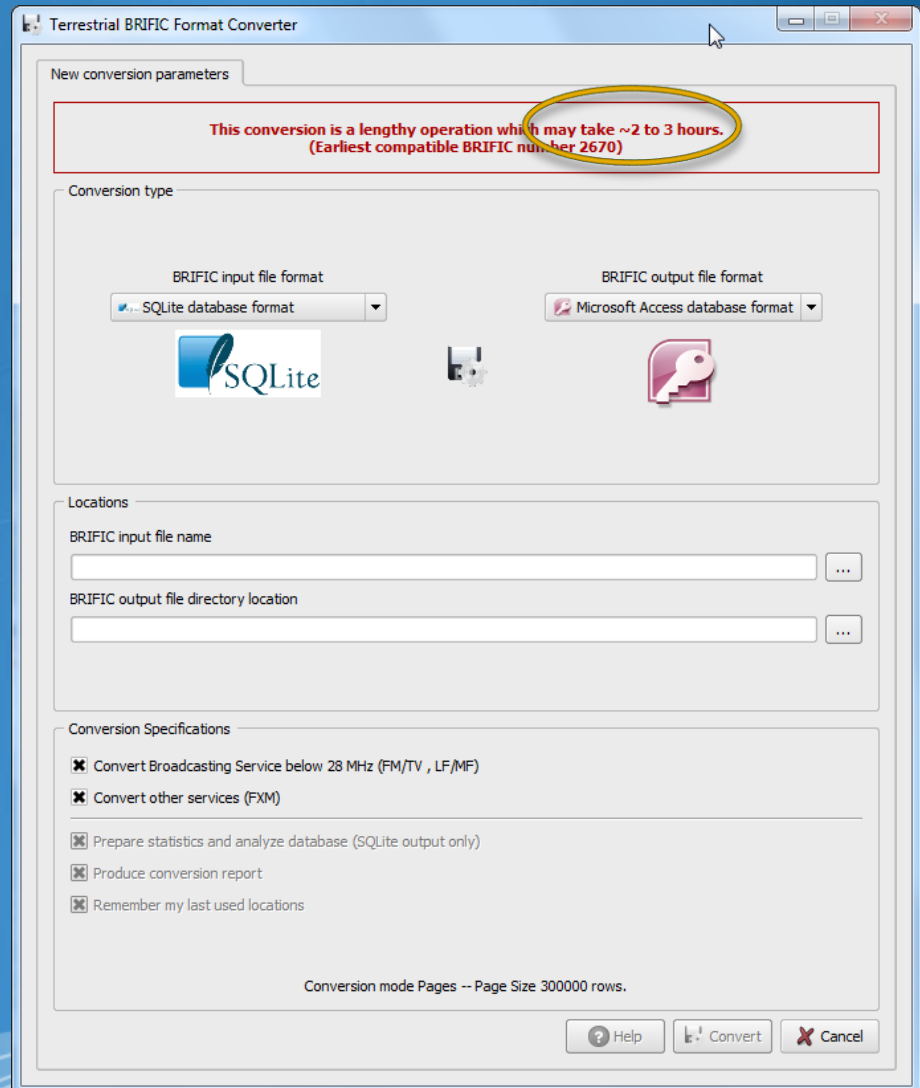 Terrestrial BRIFIC Format Converter
New conversion parameters
This conversion is a lengthy operation which may take ~2 to 3 hours.
(Earliest compatible BRIFIC number 2670)
Conversion type
BRIFIC input file format
BRIFIC output file format
SQLite database format
Microsoft Access database format
SQLite
Locations
BRIFIC input file name
...
BRIFIC output file directory location
...
Conversion Specifications
Convert Broadcasting Service below 28 MHz (FM/TV , LF/MF)
Convert other services (FXM)
Prepare statistics and analyze database (SQLite output only)
Produce conversion report
Remember my last used locations
Conversion mode Pages -- Page Size 300000 rows.
Help
Convert
Cancel